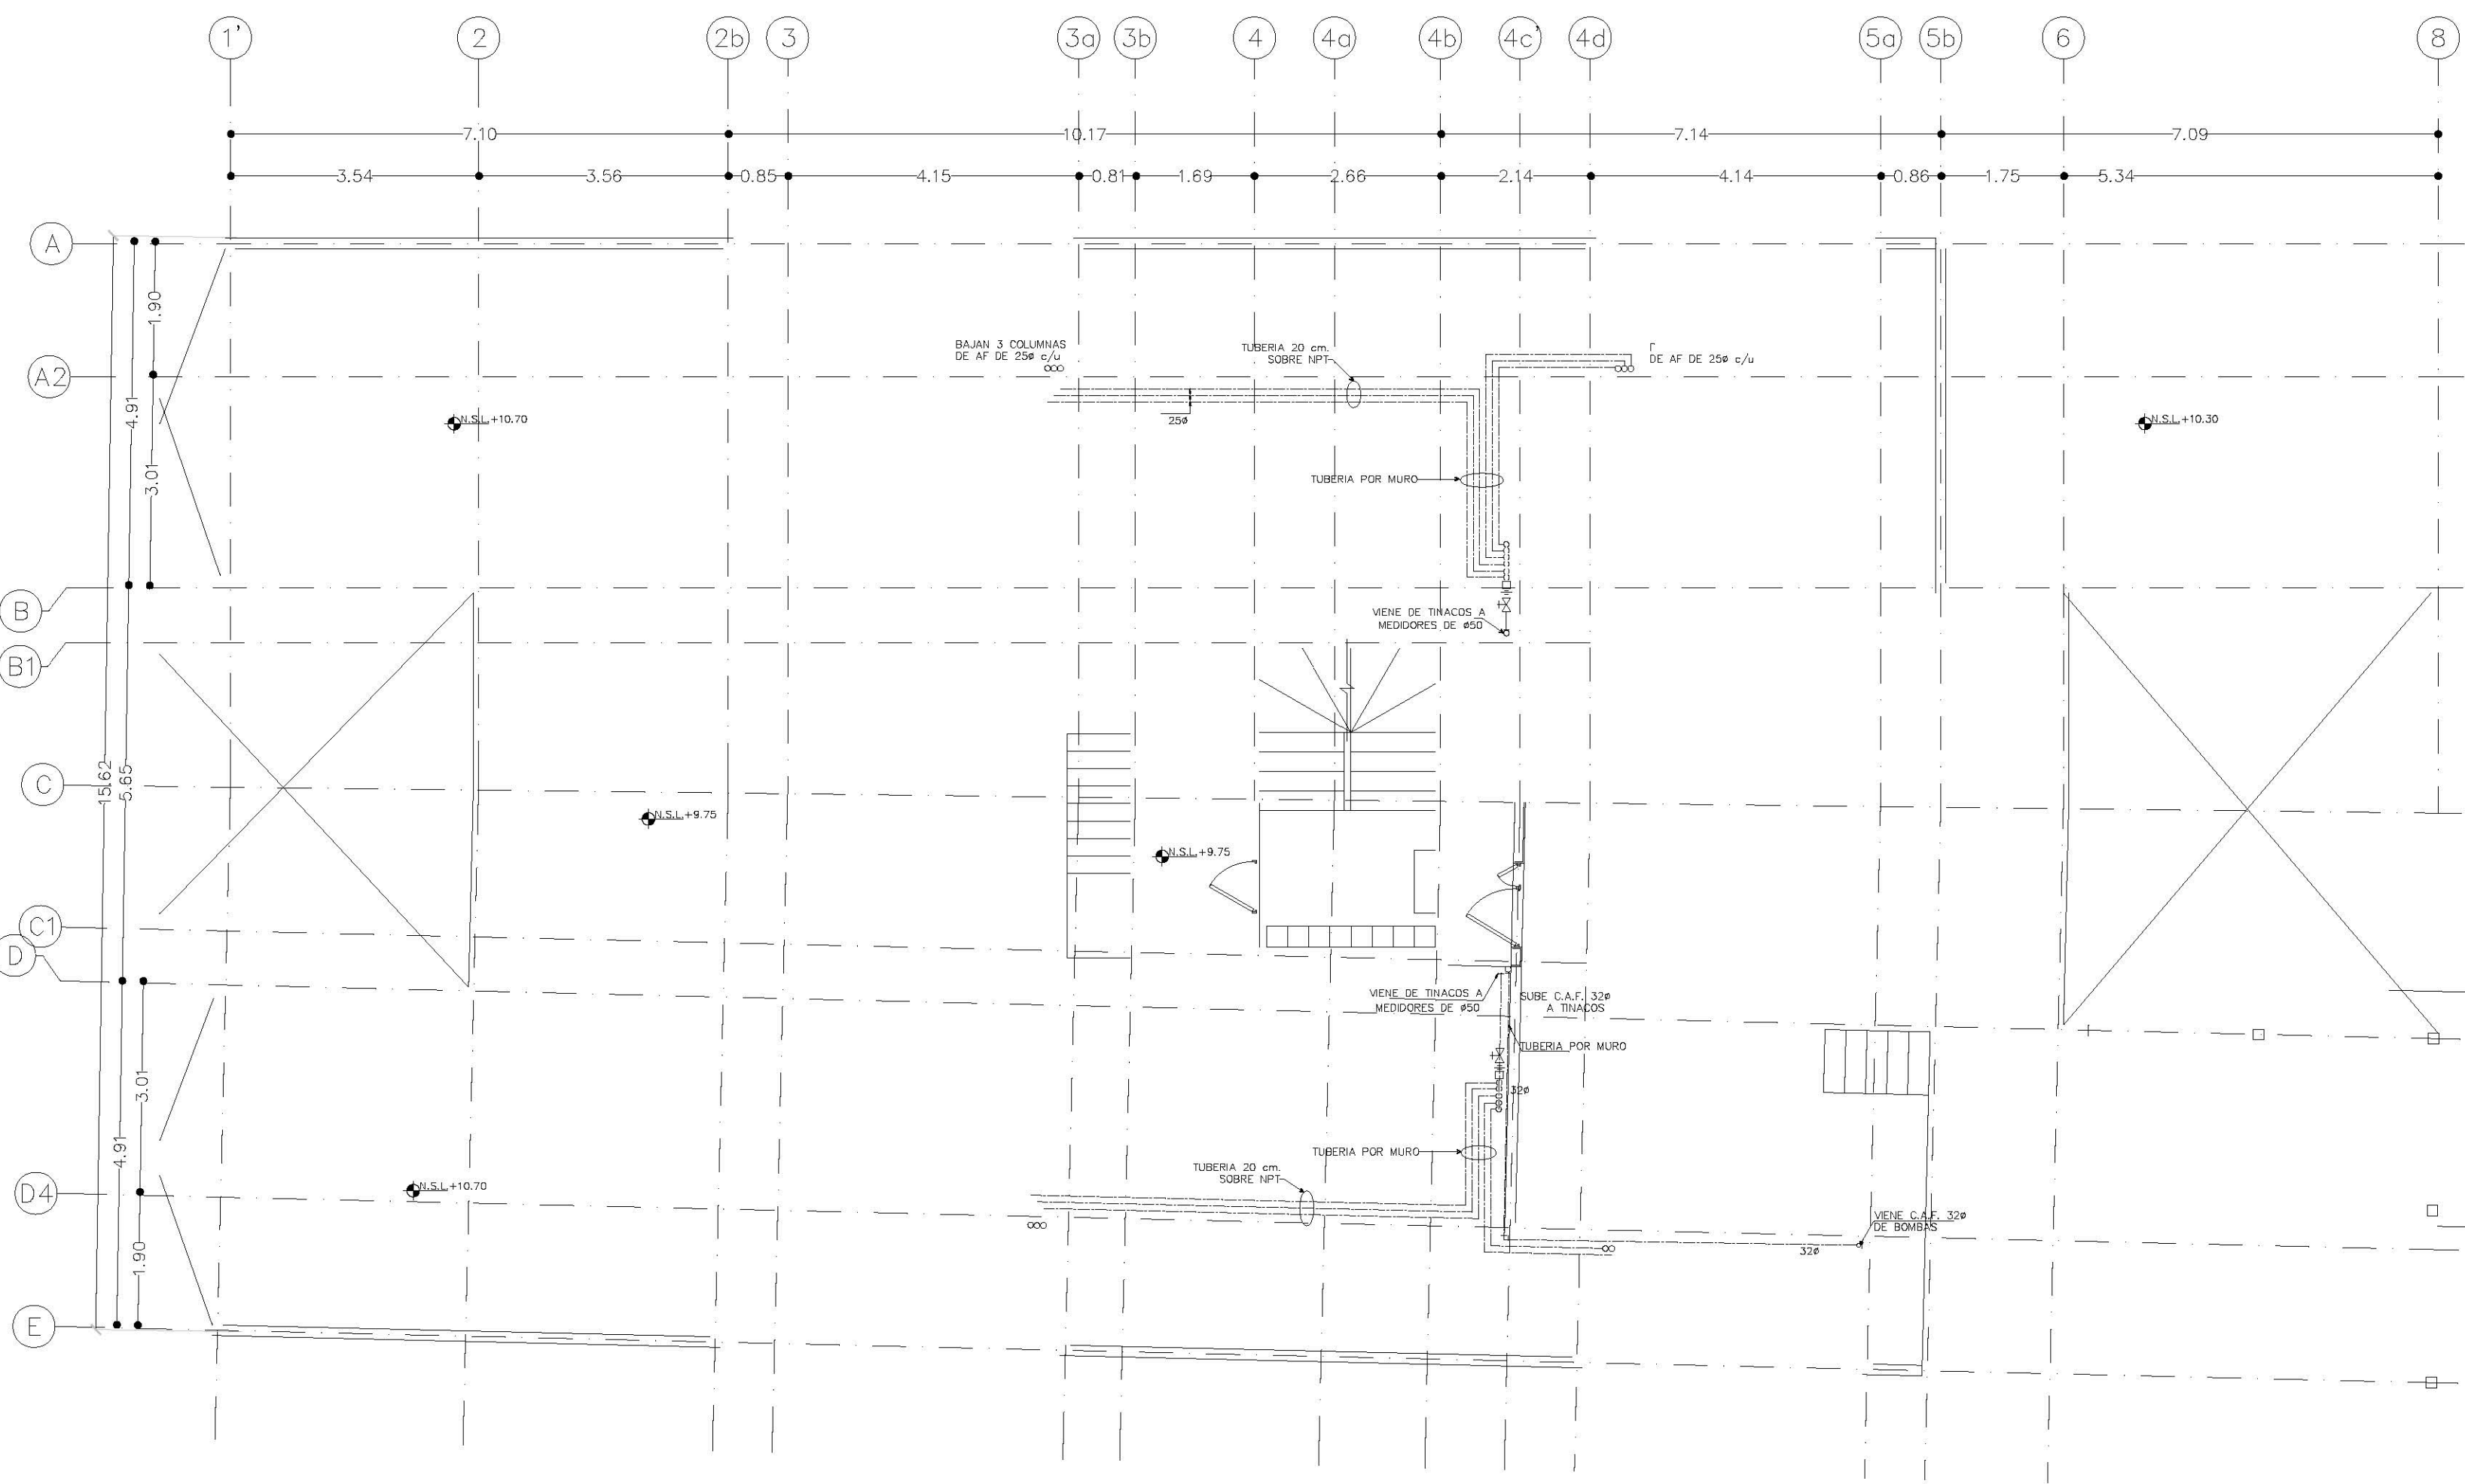 1' 2 2b 3 3a 3b 4 4a 4b 4c' 4d 5a 5b 6 8
7.10 10.17 7.14 7.09
3.54 3.56 0.85 4.15 0.81 1.69 2.66 2.14 4.14 0.86 1.75 5.34
A
1.90
BAJAN 3 COLUMNAS
DE AF DE 25ø c/u
TUBERIA 20 cm.
SOBRE NPT
DE AF DE 25ø c/u
A2
4.91
N.S.L.+10.70
25ø
N.S.L.+10.30
3.01
TUBERIA POR MURO
B
VIENE DE TINACOS A
MEDIDORES DE ø50
B1
15.62
5.65
C
N.S.L.+9.75
N.S.L.+9.75
C1
D
VIENE DE TINACOS A
MEDIDORES DE ø50
SUBE C.A.F. 32ø
A TINACOS
TUBERIA POR MURO
3.01
32ø
4.91
TUBERIA POR MURO
TUBERIA 20 cm.
SOBRE NPT
D4
N.S.L.+10.70
VIENE C.A.F. 32ø
DE BOMBAS
32ø
1.90
E